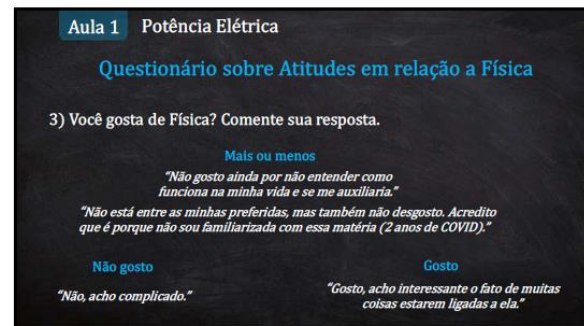 Aula 1 Potência Elétrica
Questionário sobre Atitudes em relação a Física
3) Você gosta de Física? Comente sua resposta.
Mais ou menos
“Não gosto ainda por não entender como
funciona na minha vida e se me auxiliaria.”
“Não está entre as minhas preferidas, mas também não desgosto. Acredito
que é porque não sou familiarizada com essa matéria (2 anos de COVID).”
Não gosto
“Não, acho complicado.”
Gosto
“Gosto, acho interessante o fato de muitas
coisas estarem ligadas a ela.”